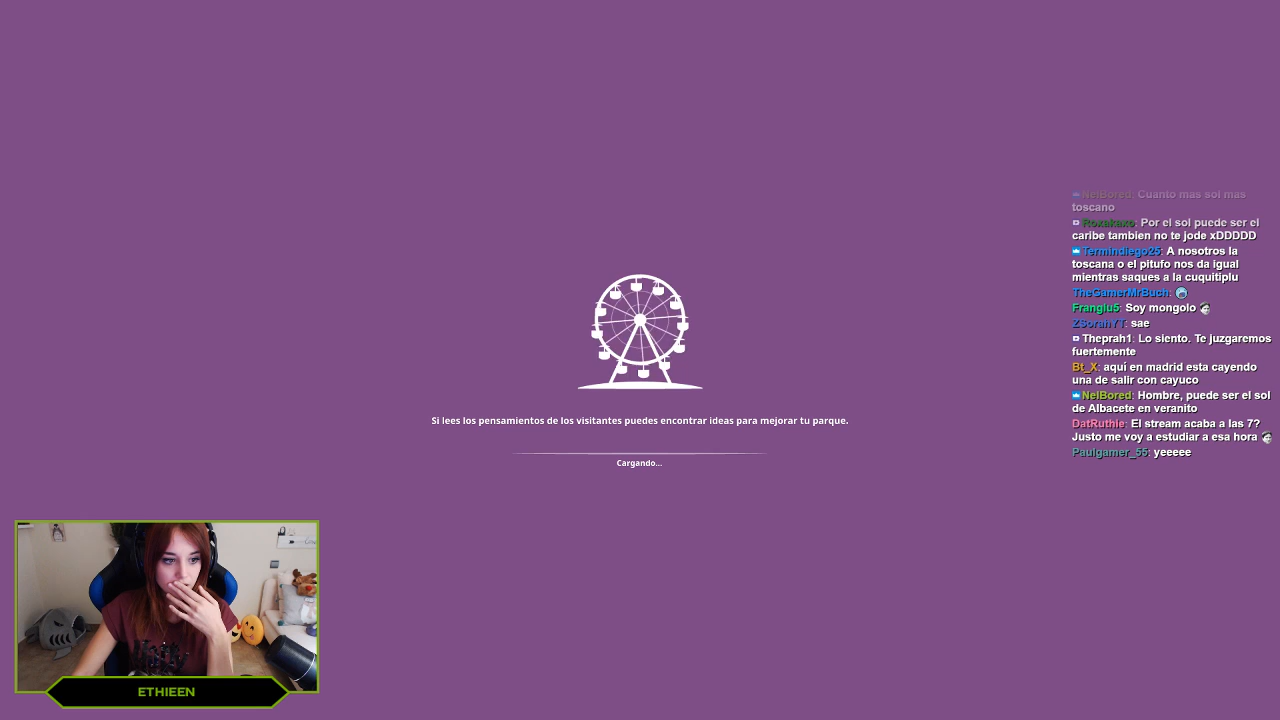 NelBored: Cuanto mas sol mas
toscano
Roxakaxo: Por el sol puede ser el
caribe tambien no te jode xDDDDD
Termindiego25: A nosotros la
toscana o el pitufo nos da igual
mientras saques a la cuquitiplu
TheGamerMrBuch:
Franglu5: Soy mongolo
ZSorahYT: sae
Theprah1: Lo siento. Te juzgaremos
fuertemente
Bt_X: aquí en madrid esta cayendo
una de salir con cayuco
NelBored: Hombre, puede ser el sol
de Albacete en veranito
DatRuthie: El stream acaba a las 7?
Justo me voy a estudiar a esa hora
Paulgamer_55: yeeeee
Si lees los pensamientos de los visitantes puedes encontrar ideas para mejorar tu parque.
Cargando...
ETHIEEN